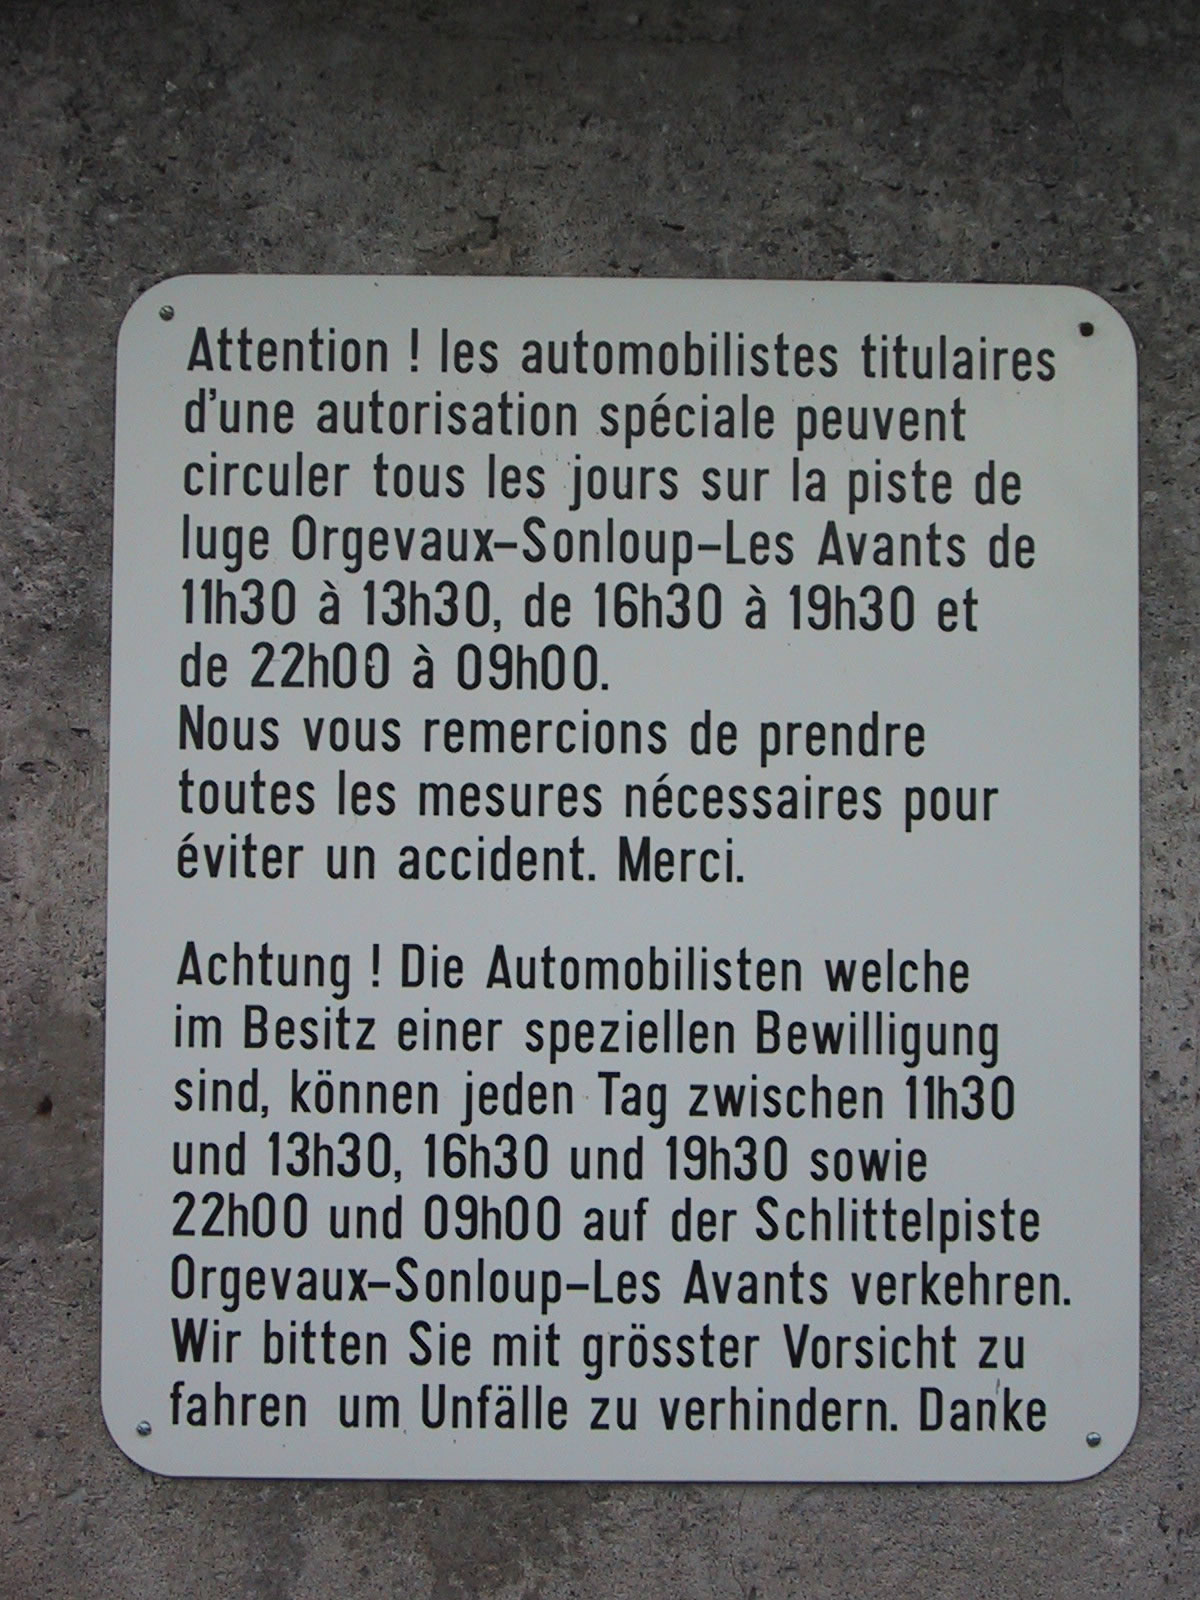 Attention ! les automobilistes titulaires
d'une autorisation spéciale peuvent
circuler tous les jours sur la piste de
luge Orgevaux-Sonloup-Les Avants de
11h30 à 13h30, de 16h30 à 19h30 et
de 22h00 à 09h00.
Nous vous remercions de prendre
toutes les mesures nécessaires pour
éviter un accident. Merci.
Achtung ! Die Automobilisten welche
im Besitz einer speziellen Bewilligung
sind, können jeden Tag zwischen 11h30
und 13h30, 16h30 und 19h30 sowie
22h00 und 09h00 auf der Schlittelpiste
Orgevaux-Sonloup-Les Avants verkehren.
Wir bitten Sie mit grösster Vorsicht zu
fahren um Unfälle zu verhindern. Danke